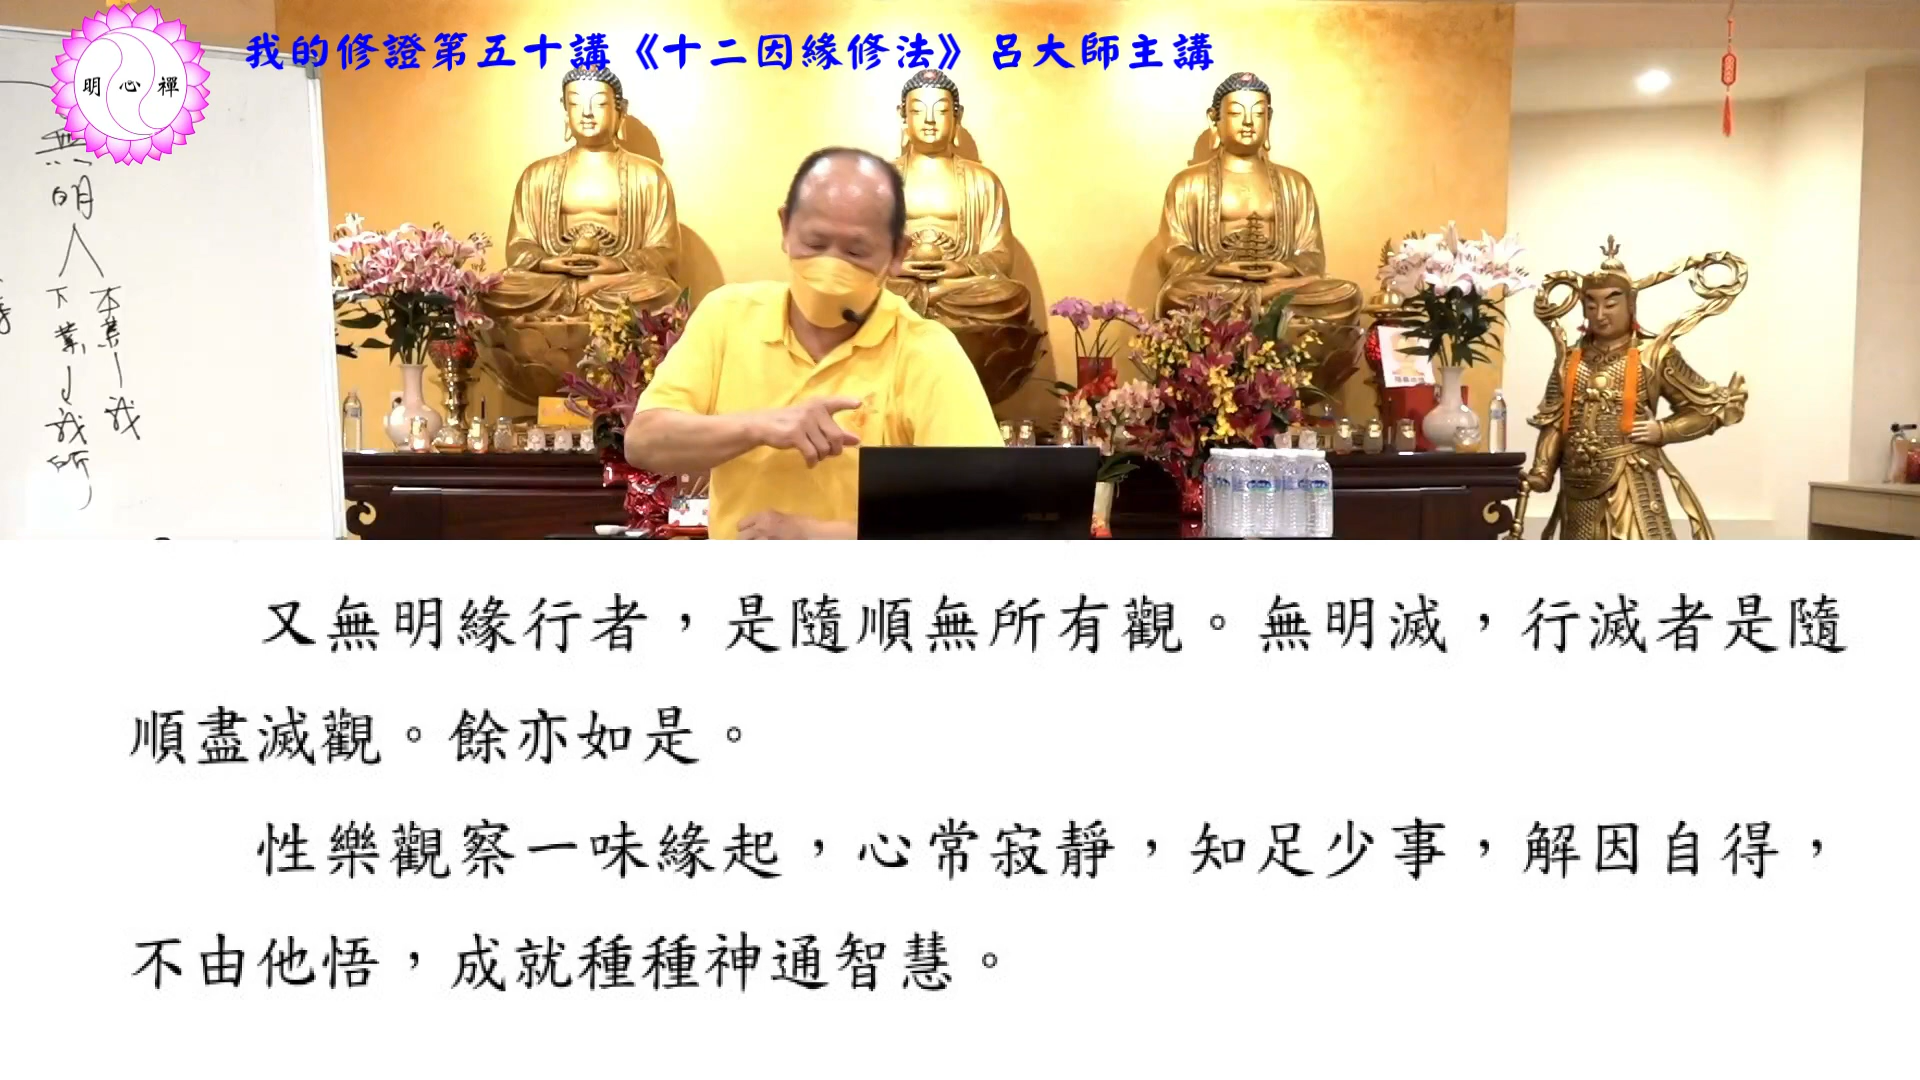 我的修證第五十講《十二因緣修法》呂大師主講
明心禪
無
明
本業—我
下業↓我所
又無明緣行者，是隨順無所有觀。無明滅，行滅者是隨
順盡滅觀。餘亦如是。
性樂觀察一味緣起，心常寂靜，知足少事，解因自得，
不由他悟，成就種種神通智慧。